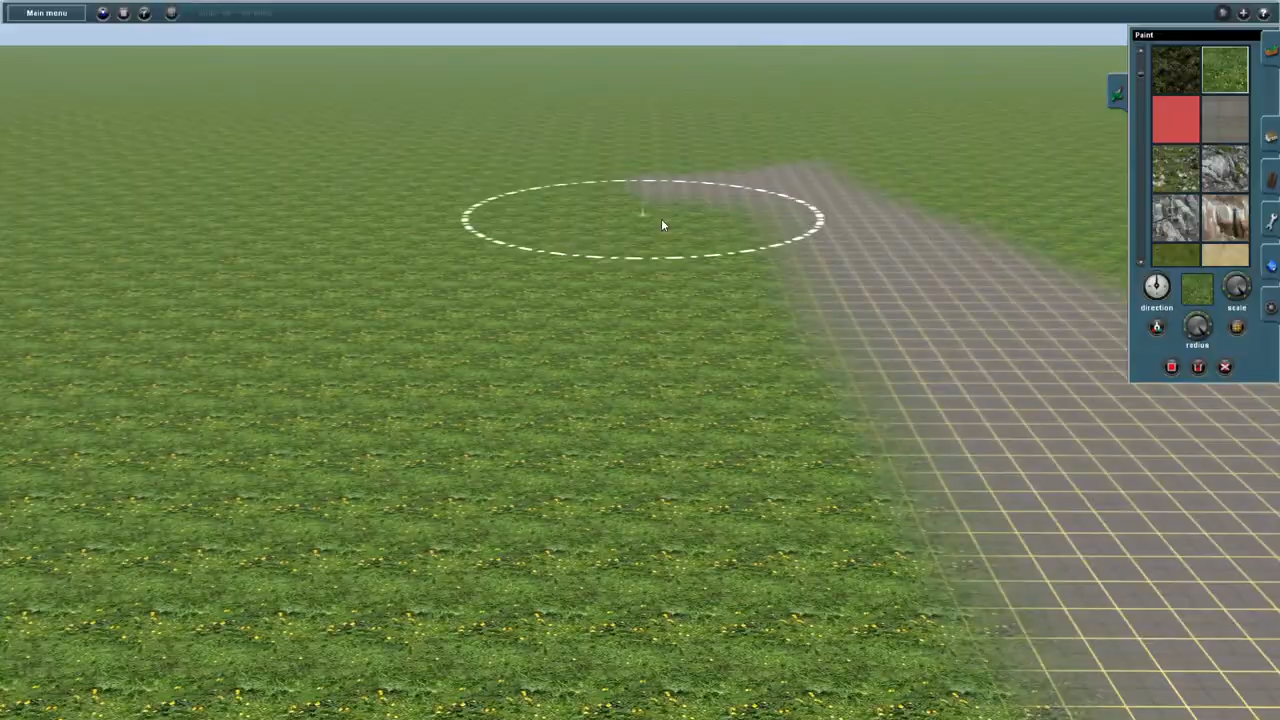 Main menu
Paint
direction
scale
radius